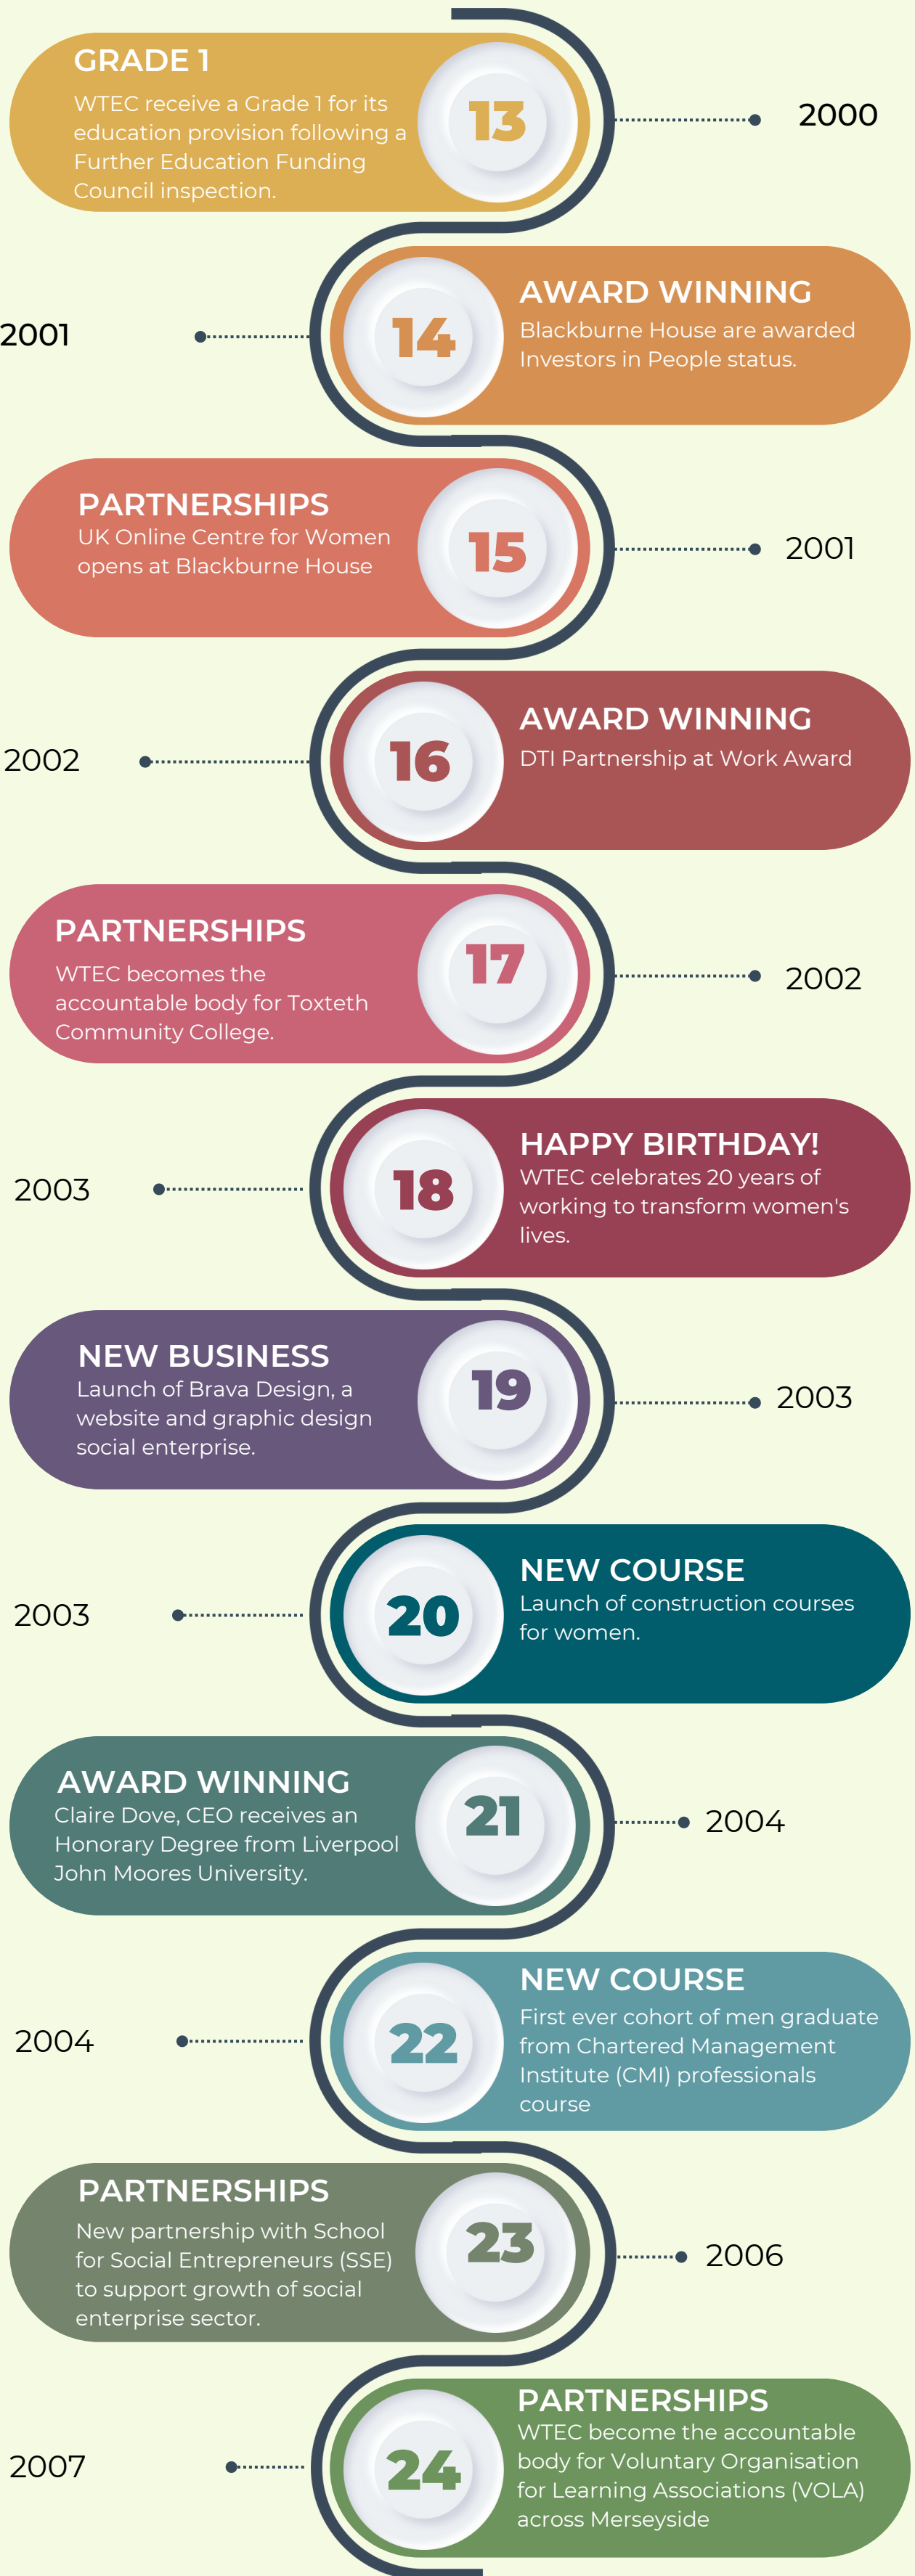 GRADE 1
WTEC receive a Grade 1 for its
education provision following a
Further Education Funding
Council inspection.
13
2000
2001
14
AWARD WINNING
Blackburne House are awarded
Investors in People status.
PARTNERSHIPS
UK Online Centre for Women
opens at Blackburne House
15
2001
2002
16
AWARD WINNING
DTI Partnership at Work Award
PARTNERSHIPS
WTEC becomes the
accountable body for Toxteth
Community College.
17
2002
2003
18
HAPPY BIRTHDAY!
WTEC celebrates 20 years of
working to transform women's
lives.
NEW BUSINESS
Launch of Brava Design, a
website and graphic design
social enterprise.
19
2003
2003
20
NEW COURSE
Launch of construction courses
for women.
AWARD WINNING
Claire Dove, CEO receives an
Honorary Degree from Liverpool
John Moores University.
21
2004
2004
22
NEW COURSE
First ever cohort of men graduate
from Chartered Management
Institute (CMI) professionals
course
PARTNERSHIPS
New partnership with School
for Social Entrepreneurs (SSE)
to support growth of social
enterprise sector.
23
2006
2007
24
PARTNERSHIPS
WTEC become the accountable
body for Voluntary Organisation
for Learning Associations (VOLA)
across Merseyside